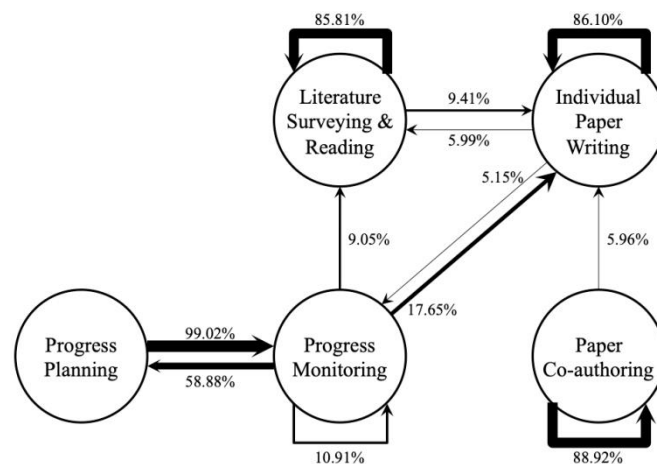 85.81%
86.10%
Literature
Surveying &
Reading
9.41%
5.99%
Individual
Paper
Writing
5.15%
9.05%
17.65%
5.96%
Progress
Planning
99.02%
58.88%
Progress
Monitoring
Paper
Co-authoring
10.91%
88.92%